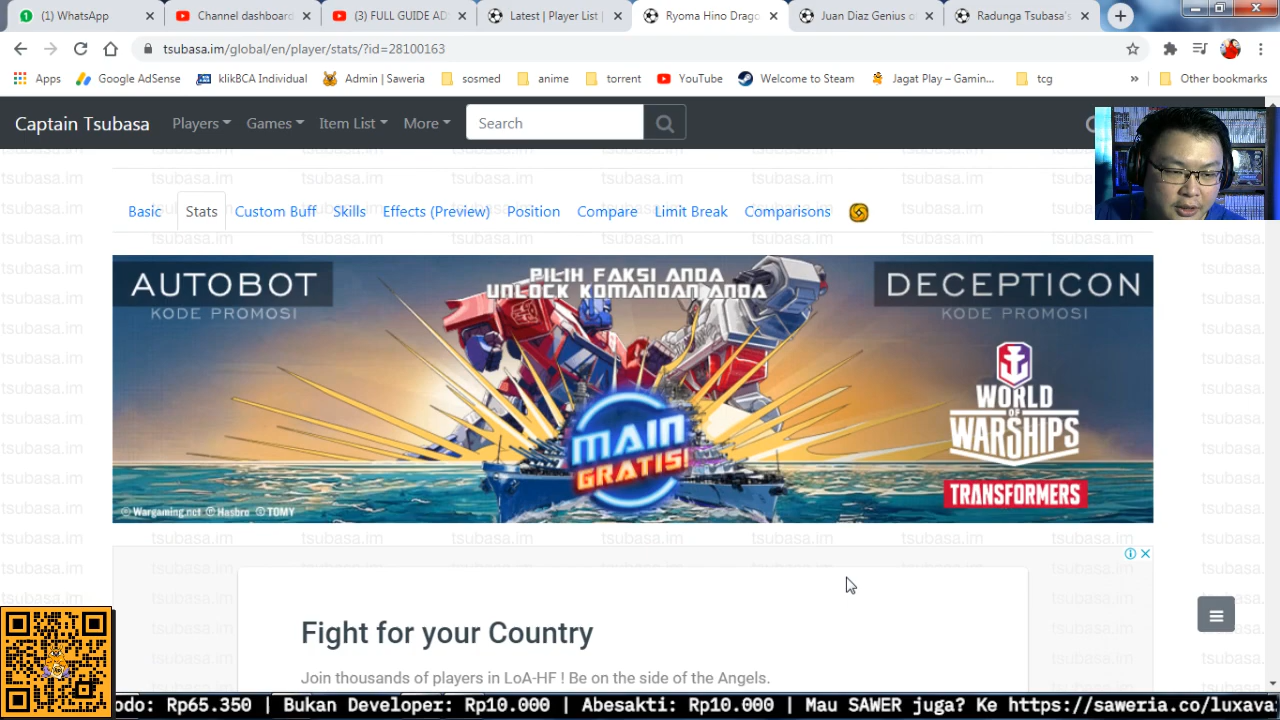 (1) WhatsApp
Channel dashboard
(3) FULL GUIDE AD
Latest | Player List |
Ryoma Hino Drago
Juan Diaz Genius o
Radunga Tsubasa's
tsubasa.im/global/en/player/stats/?id=28100163
Apps
Google AdSense
klikBCA Individual
Admin | Saweria
sosmed
anime
torrent
YouTube
Welcome to Steam
Jagat Play – Gamin...
tcg
»
Other bookmarks
Captain Tsubasa
Players
Games
Item List
More
Search
Basic
Stats
Custom Buff
Skills
Effects (Preview)
Position
Compare
Limit Break
Comparisons
AUTOBOT
KODE PROMOSI
PILIH FAKSI ANDA
UNLOCK KOMANDAN ANDA
DECEPTICON
KODE PROMOSI
MAIN
GRATIS!
WORLD
OF
WARSHIPS
TRANSFORMERS
©Wargaming.net ©Hasbro ©TOMY
Fight for your Country
Join thousands of players in LoA-HF ! Be on the side of the Angels.
odo: Rp65.350 | Bukan Developer: Rp10.000 | Abesakti: Rp10.000 | Mau SAWER juga? Ke https://saweria.co/luxava